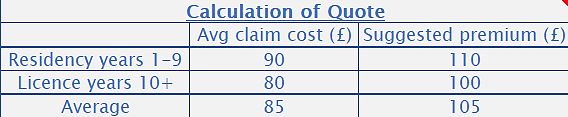 Calculation of Quote
Avg claim cost (£) Suggested premium (£)
Residency years 1-9 90 110
Licence years 10+ 80 100
Average 85 105